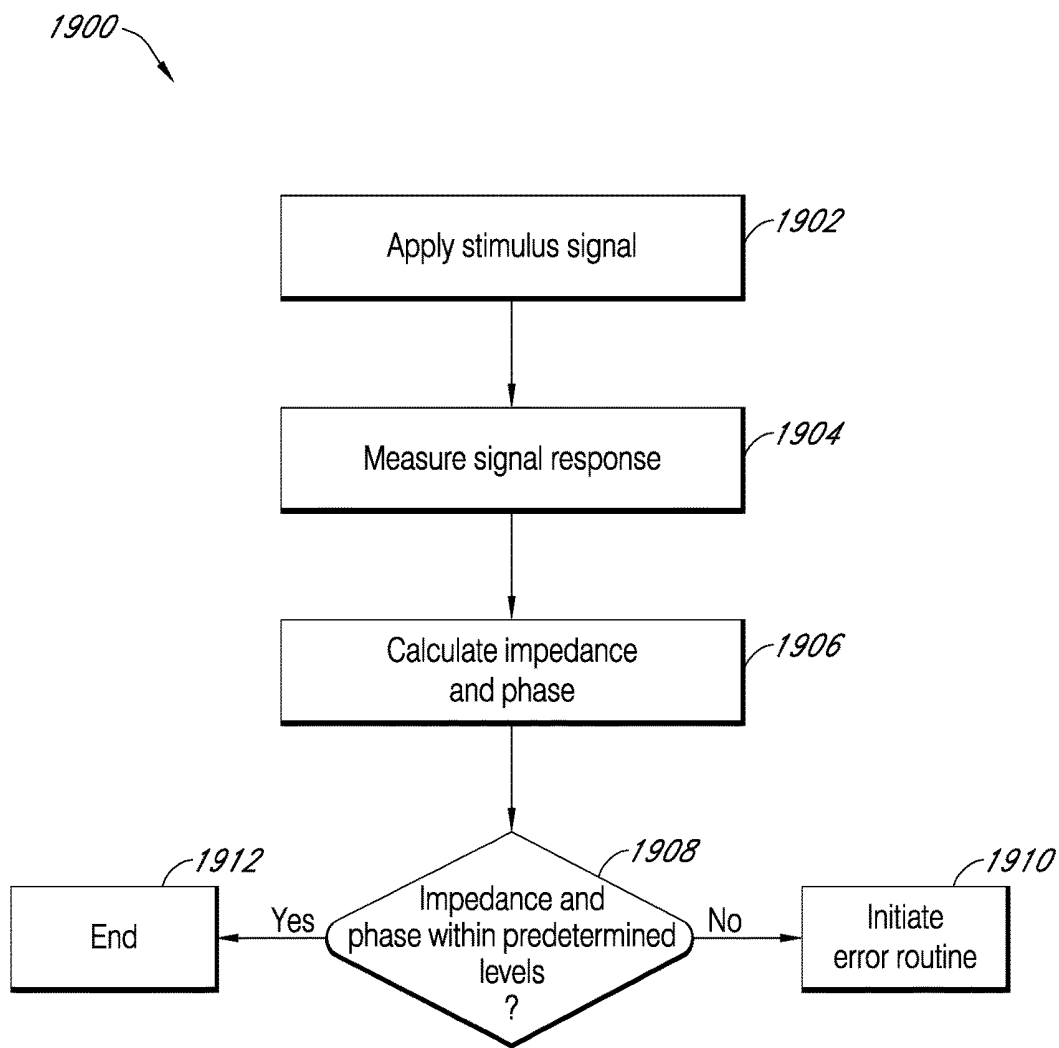 1900
Apply stimulus signal
1902
Measure signal response
1904
Calculate impedance
and phase
1906
1908
Impedance and
phase within predetermined
levels
?
Yes
1912
End
No
1910
Initiate
error routine